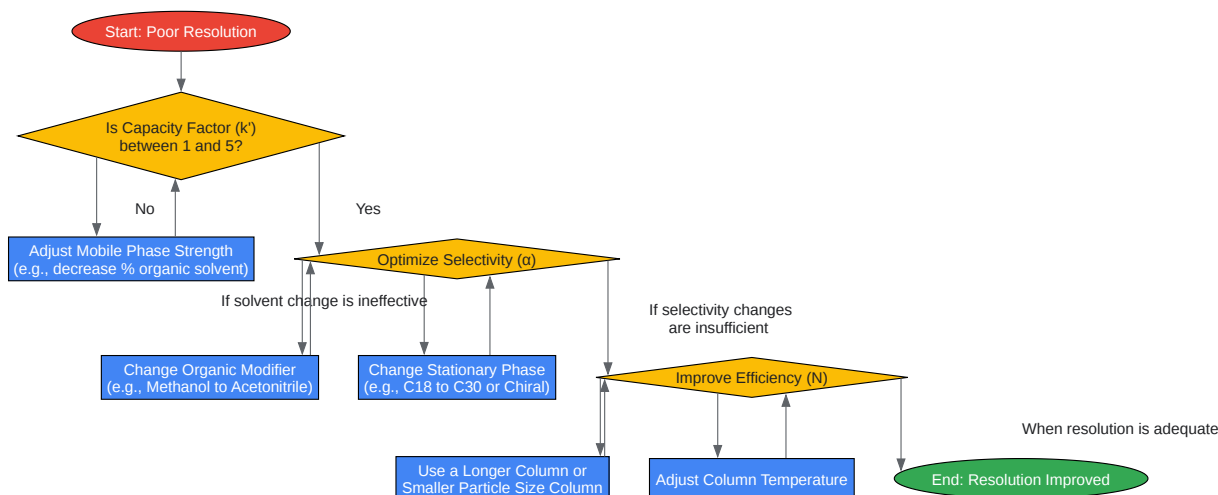 Start: Poor Resolution
Is Capacity Factor (k')
between 1 and 5?
No
Yes
Adjust Mobile Phase Strength
(e.g., decrease % organic solvent)
Optimize Selectivity (α)
If solvent change is ineffective
If selectivity changes
are insufficient
Change Organic Modifier
(e.g., Methanol to Acetonitrile)
Change Stationary Phase
(e.g., C18 to C30 or Chiral)
Improve Efficiency (N)
When resolution is adequate
Use a Longer Column or
Smaller Particle Size Column
Adjust Column Temperature
End: Resolution Improved